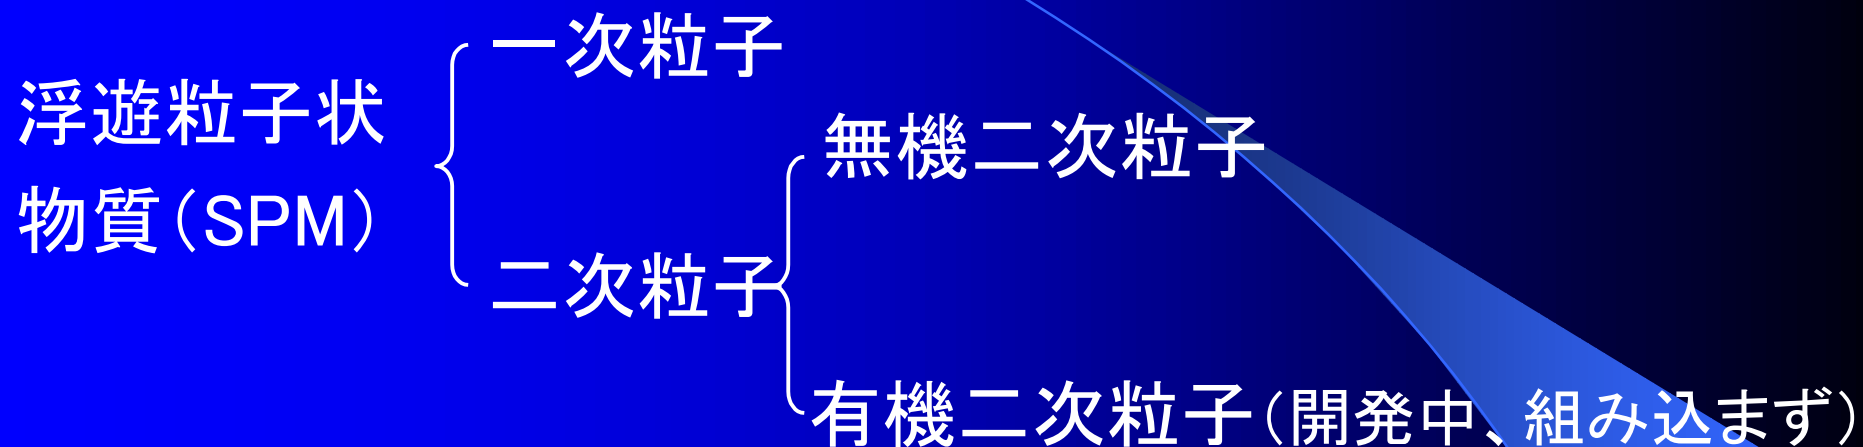 浮遊粒子状
物質(SPM)
一次粒子
二次粒子
無機二次粒子
有機二次粒子(開発中、組み込まず)